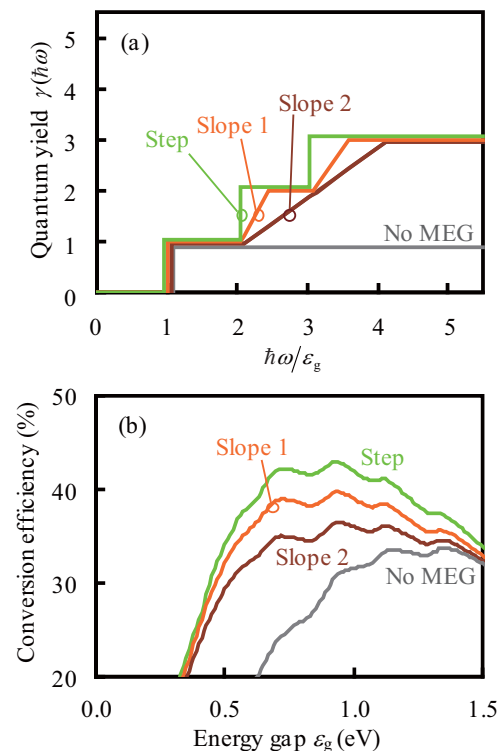 (a)
Quantum yield γ(ħω)
5
4
3
2
1
0
Slope 2
Slope 1
Step
No MEG
0 1 2 3 4 5
ħω/εg
(b)
Conversion efficiency (%)
50
40
30
20
Slope 1
Step
Slope 2
No MEG
0.0 0.5 1.0 1.5
Energy gap εg (eV)